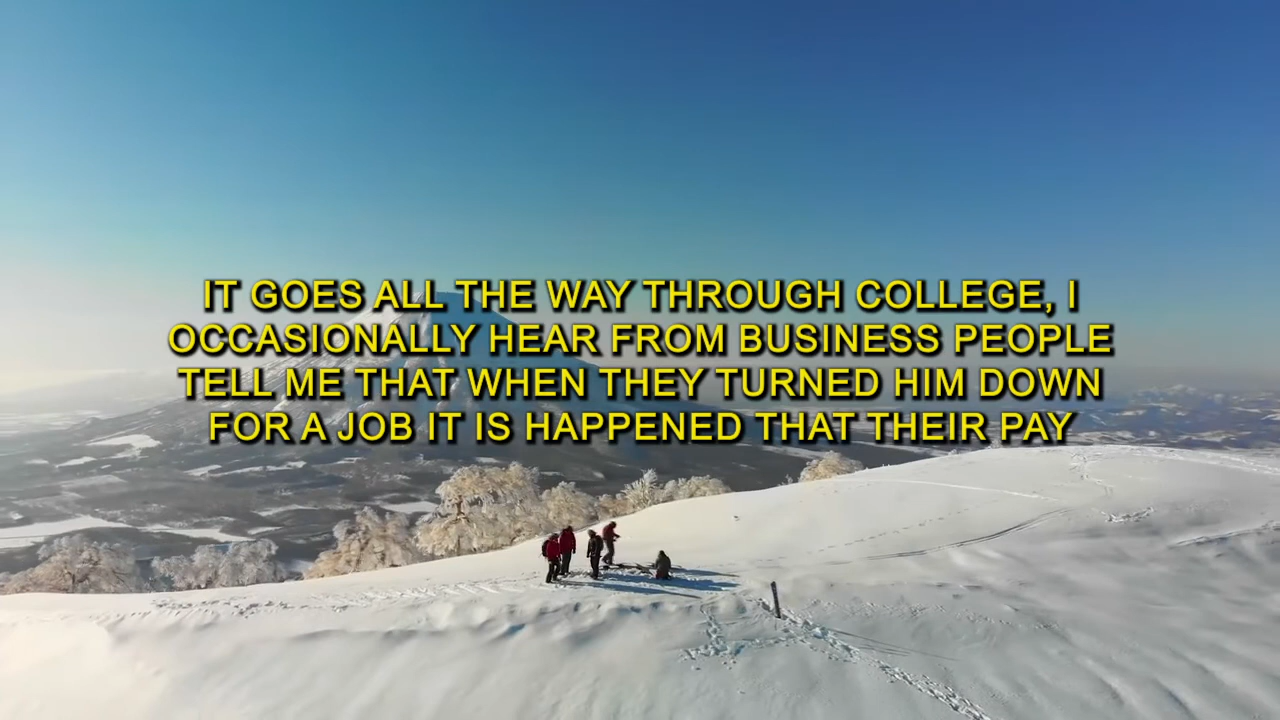 IT GOES ALL THE WAY THROUGH COLLEGE, I
OCCASIONALLY HEAR FROM BUSINESS PEOPLE
TELL ME THAT WHEN THEY TURNED HIM DOWN
FOR A JOB IT IS HAPPENED THAT THEIR PAY